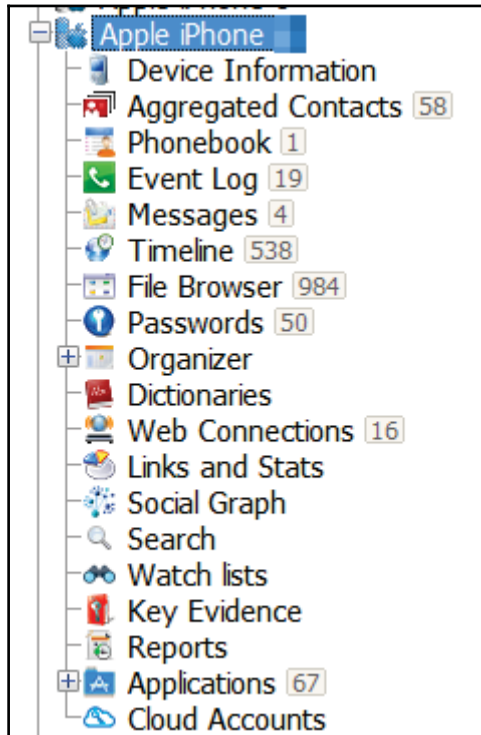 Apple iPhone
Device Information
Aggregated Contacts 58
Phonebook 1
Event Log 19
Messages 4
Timeline 538
File Browser 984
Passwords 50
Organizer
Dictionaries
Web Connections 16
Links and Stats
Social Graph
Search
Watch lists
Key Evidence
Reports
Applications 67
Cloud Accounts